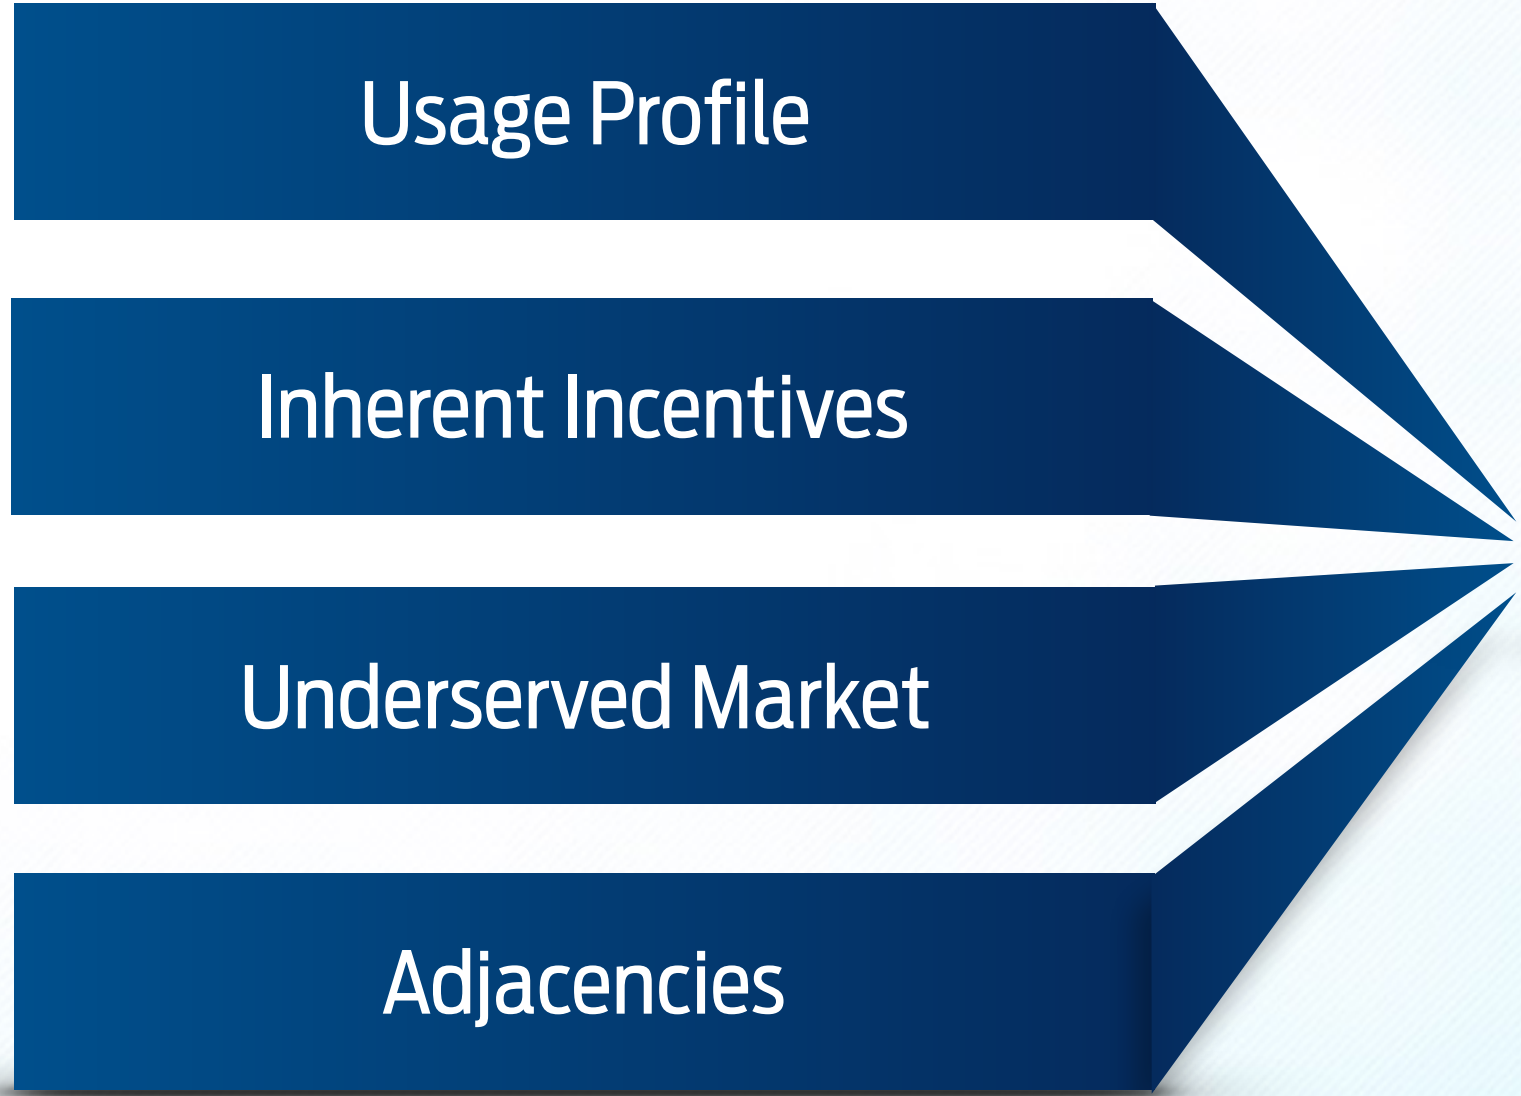 Usage Profile
Inherent Incentives
Underserved Market
Adjacencies